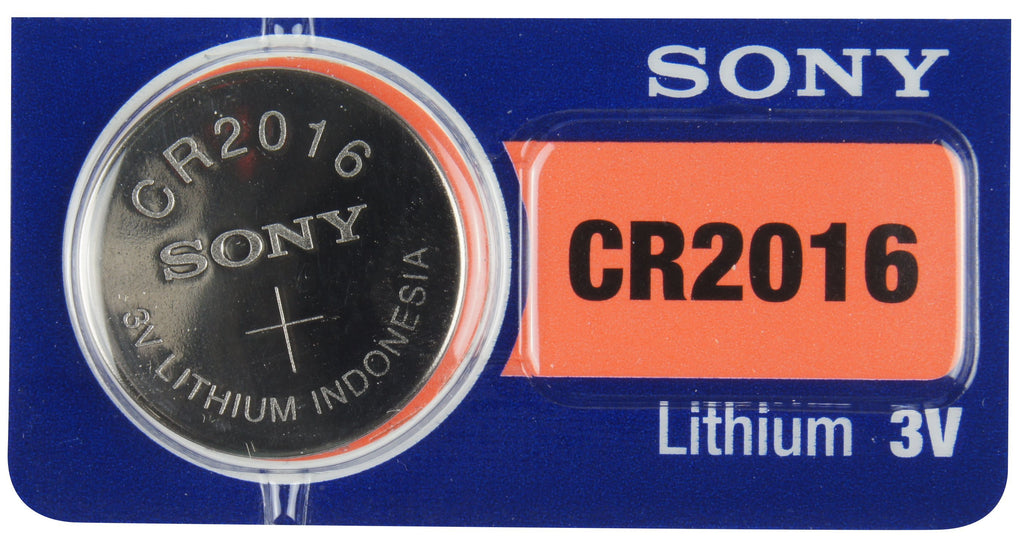 CR2016
SONY
+
3V LITHIUM INDONESIA
SONY
CR2016
Lithium 3V